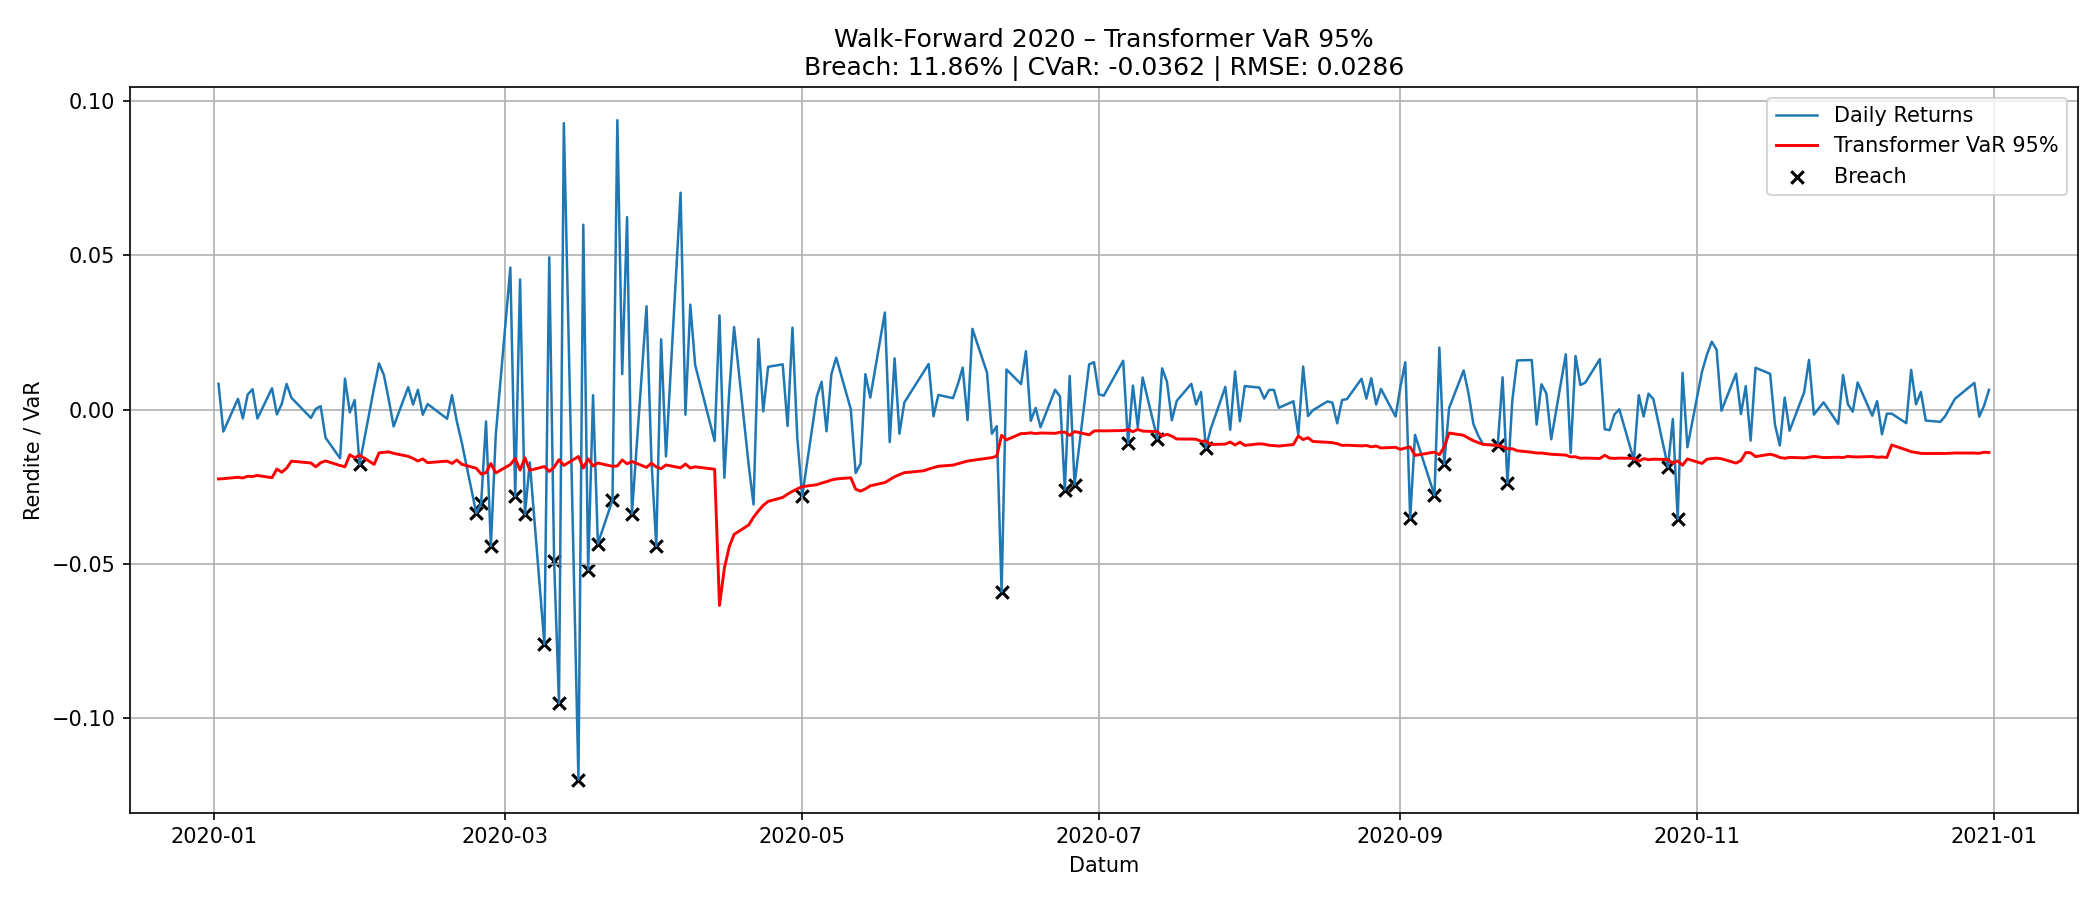 Walk-Forward 2020 – Transformer VaR 95%
Breach: 11.86% | CVaR: -0.0362 | RMSE: 0.0286
Daily Returns
Transformer VaR 95%
Breach
Rendite / VaR
0.10
0.05
0.00
−0.05
−0.10
2020-01
2020-03
2020-05
2020-07
2020-09
2020-11
2021-01
Datum